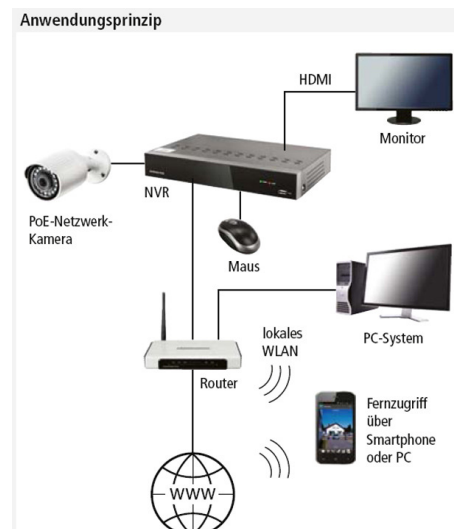 Anwendungsprinzip
HDMI
Monitor
NVR
PoE-Netzwerk-
Kamera
Maus
PC-System
lokales
WLAN
Router
Fernzugriff
über
Smartphone
oder PC
WWW